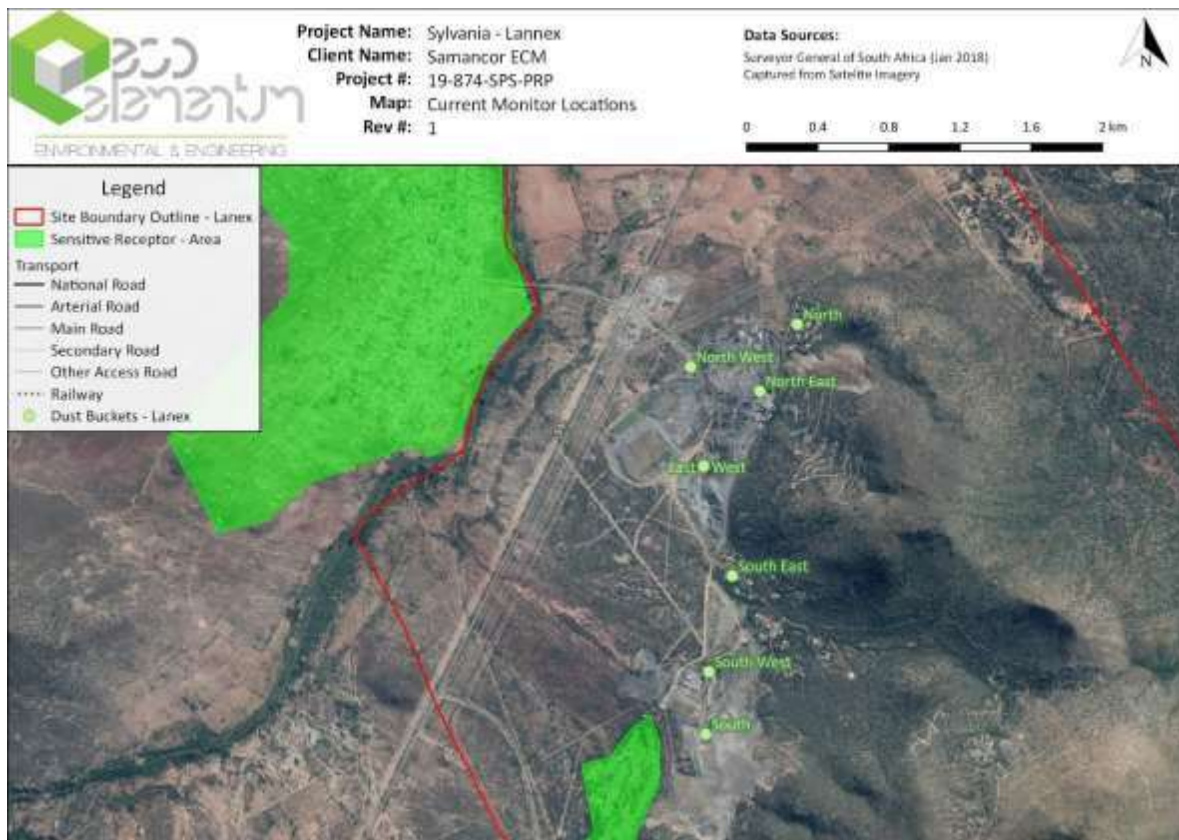 eco
elementum
ENVIRONMENTAL & ENGINEERING
Project Name: Sylvania - Lannex
Client Name: Samancor ECM
Project #: 19-874-SPS-PRP
Map: Current Monitor Locations
Rev #: 1
Data Sources:
Surveyor General of South Africa (Jan 2018)
Captured from Satelite Imagery
N
0 0.4 0.8 1.2 1.6 2 km
Legend
Site Boundary Outline - Lanex
Sensitive Receptor - Area
Transport
National Road
Arterial Road
Main Road
Secondary Road
Other Access Road
Railway
Dust Buckets - Lanex
North
North West
North East
East West
South East
South West
South